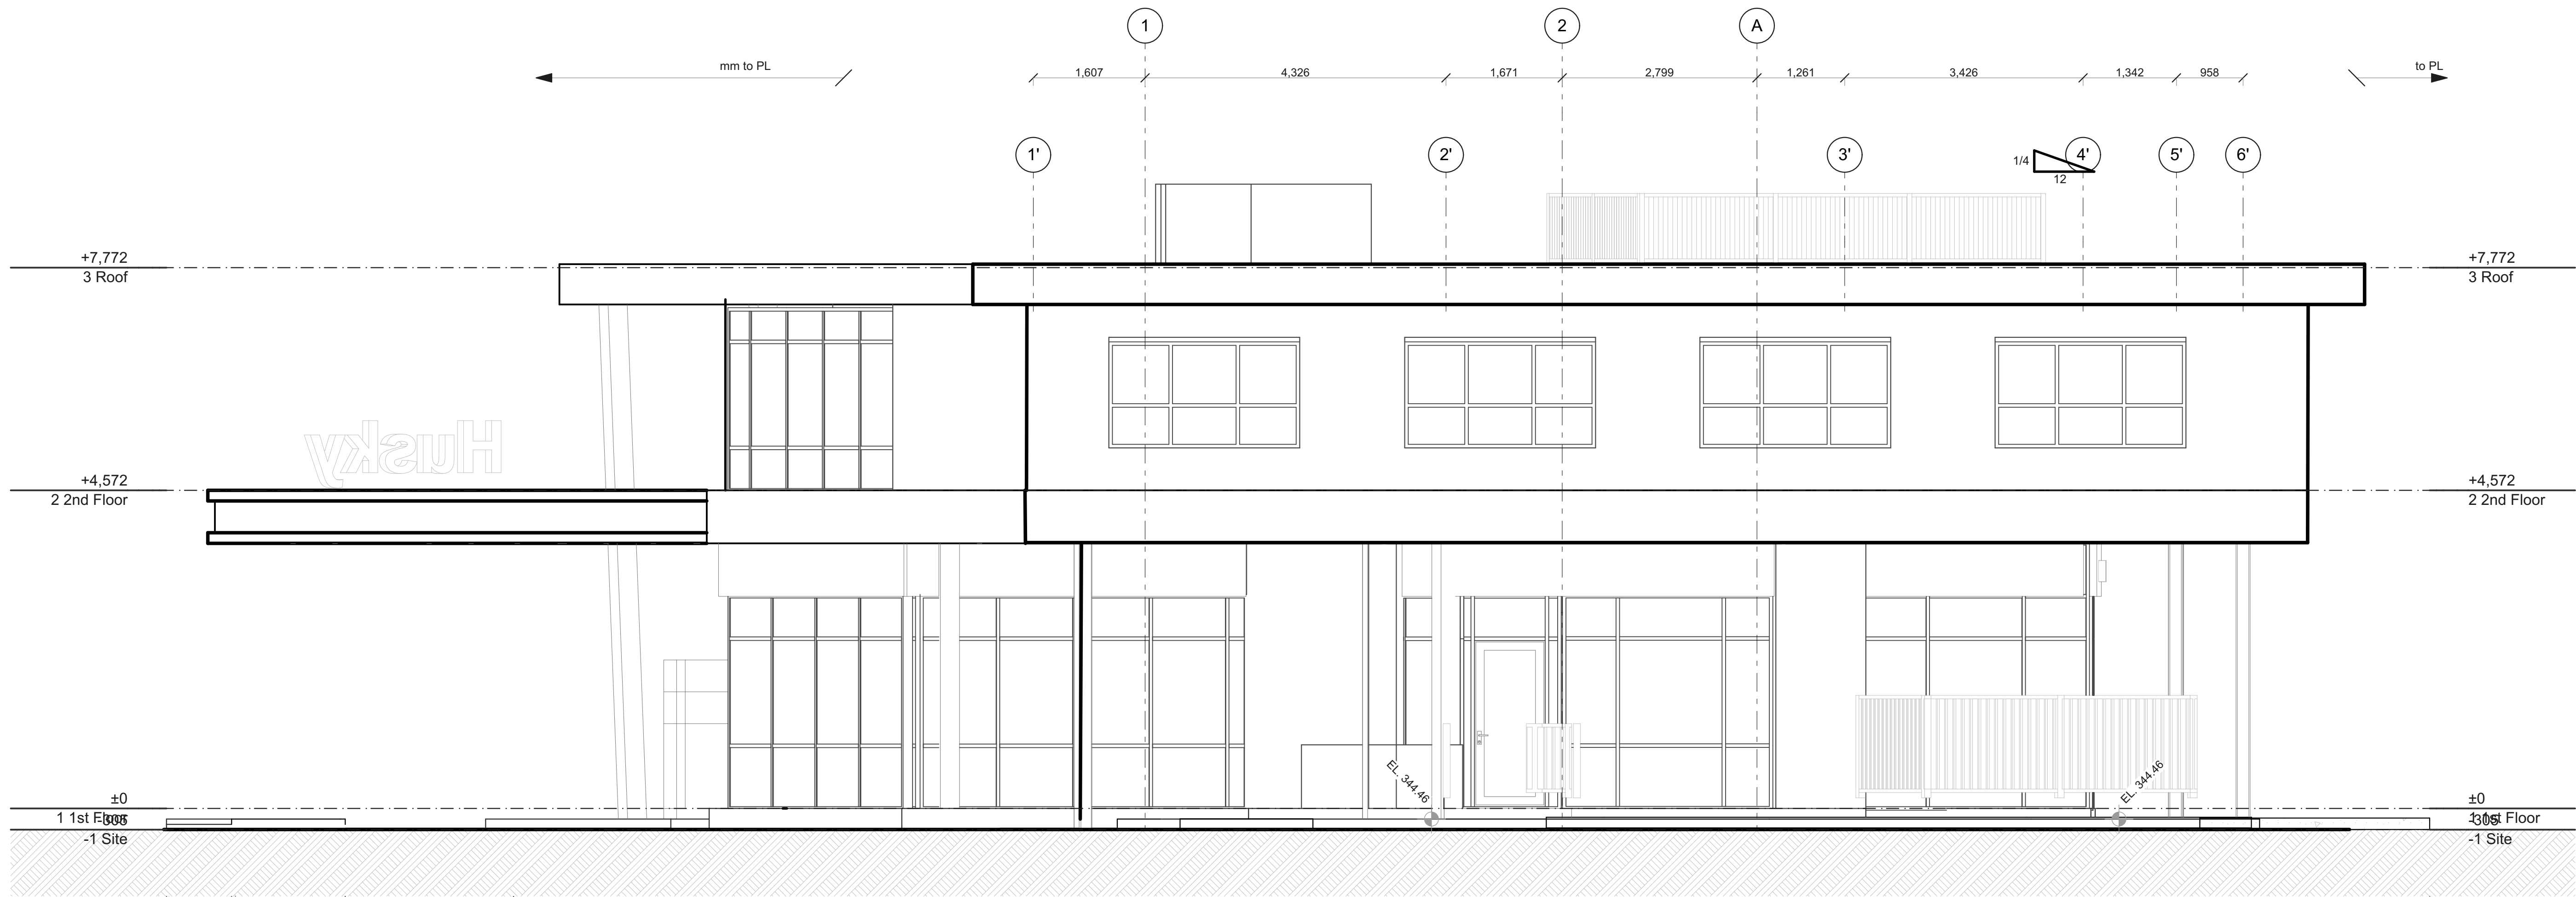 1
2
A
mm to PL
1,607
4,326
1,671
2,799
1,261
3,426
1,342
958
to PL
1'
2'
3'
1/4
12
4'
5'
6'
+7,772
3 Roof
+7,772
3 Roof
Husky
+4,572
2 2nd Floor
+4,572
2 2nd Floor
EL. 344.46
EL. 344.46
±0
1 1st Floor
-305
-1 Site
±0
1 1st Floor
-305
-1 Site